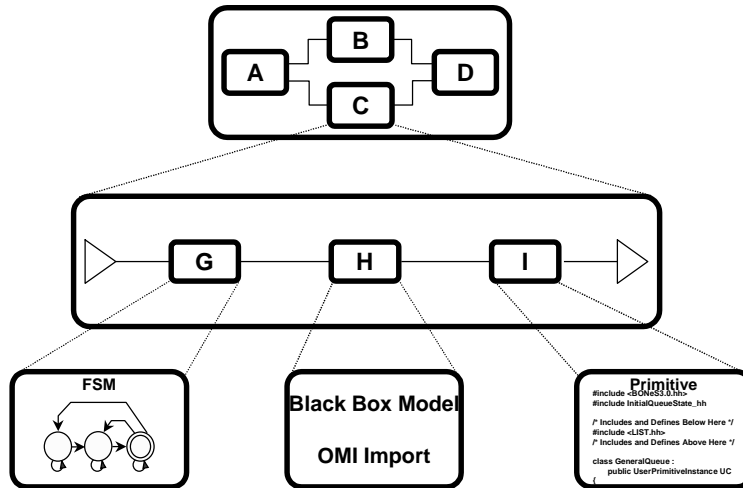 B
A
D
C
G
H
I
FSM
Black Box Model
OMI Import
Primitive
#include <BONeS3.0.hh>
#include InitialQueueState_hh
/* Includes and Defines Below Here */
#include <LIST.hh>
/* Includes and Defines Above Here */
class GeneralQueue :
public UserPrimitiveInstance UC
{